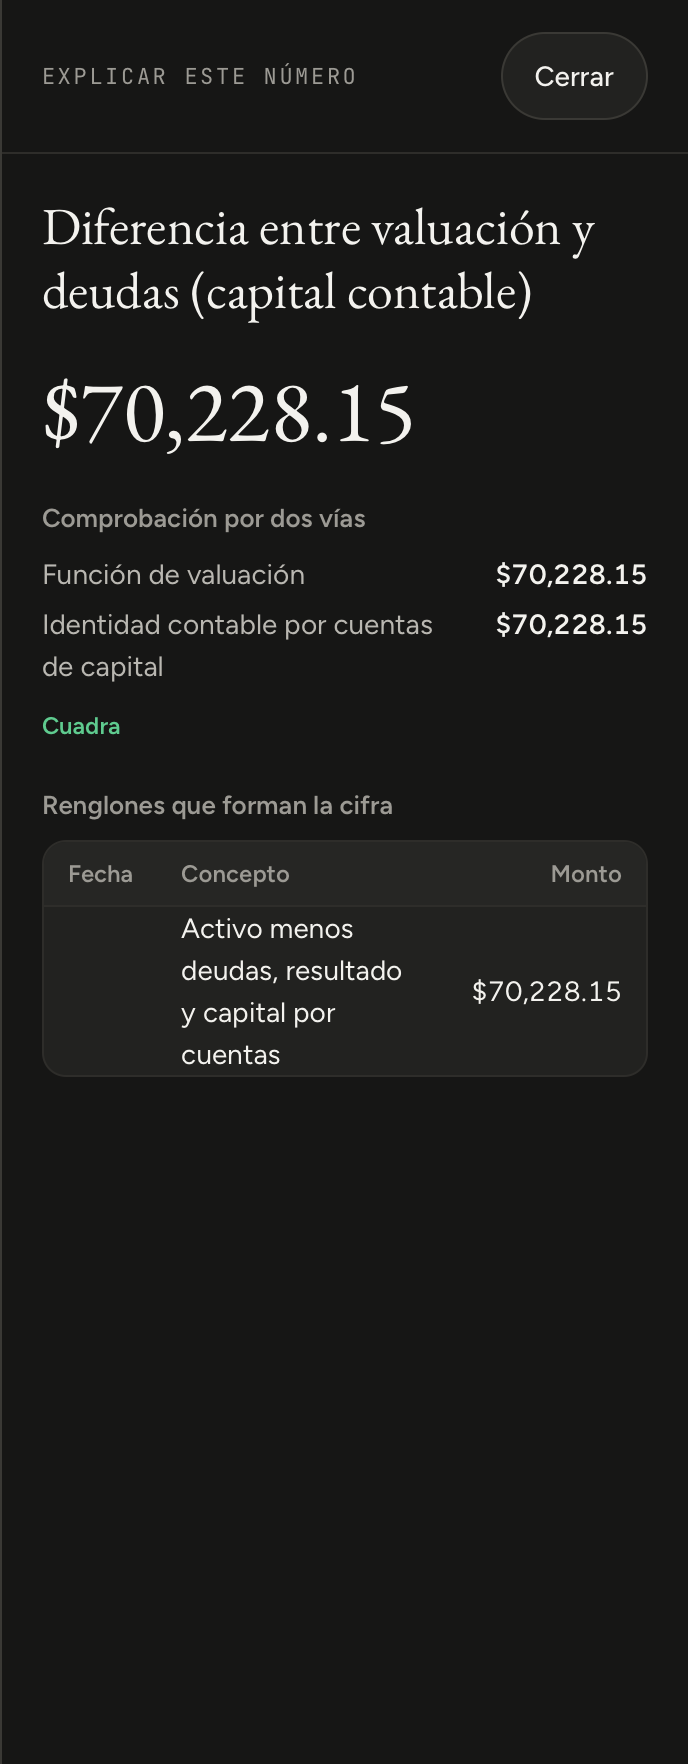 EXPLICAR ESTE NÚMERO
Cerrar
Diferencia entre valuación y
deudas (capital contable)
$70,228.15
Comprobación por dos vías
Función de valuación $70,228.15
Identidad contable por cuentas $70,228.15
de capital
Cuadra
Renglones que forman la cifra
Fecha Concepto Monto
Activo menos
deudas, resultado
y capital por
cuentas
$70,228.15